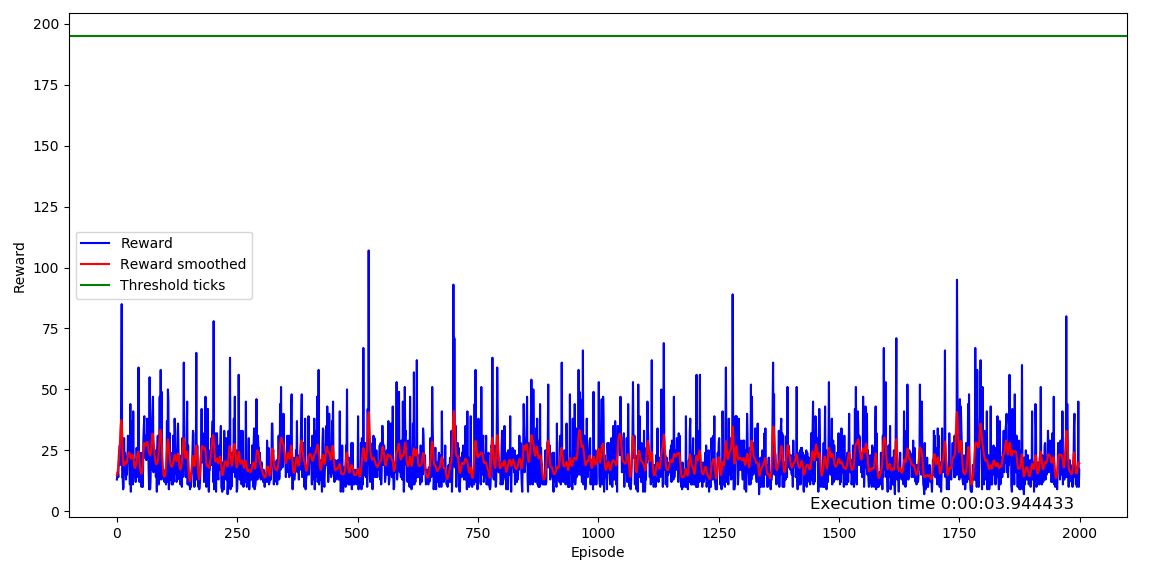 200
175
150
125
100
75
50
25
0
Reward
Reward
Reward smoothed
Threshold ticks
Execution time 0:00:03.944433
0 250 500 750 1000 1250 1500 1750 2000
Episode